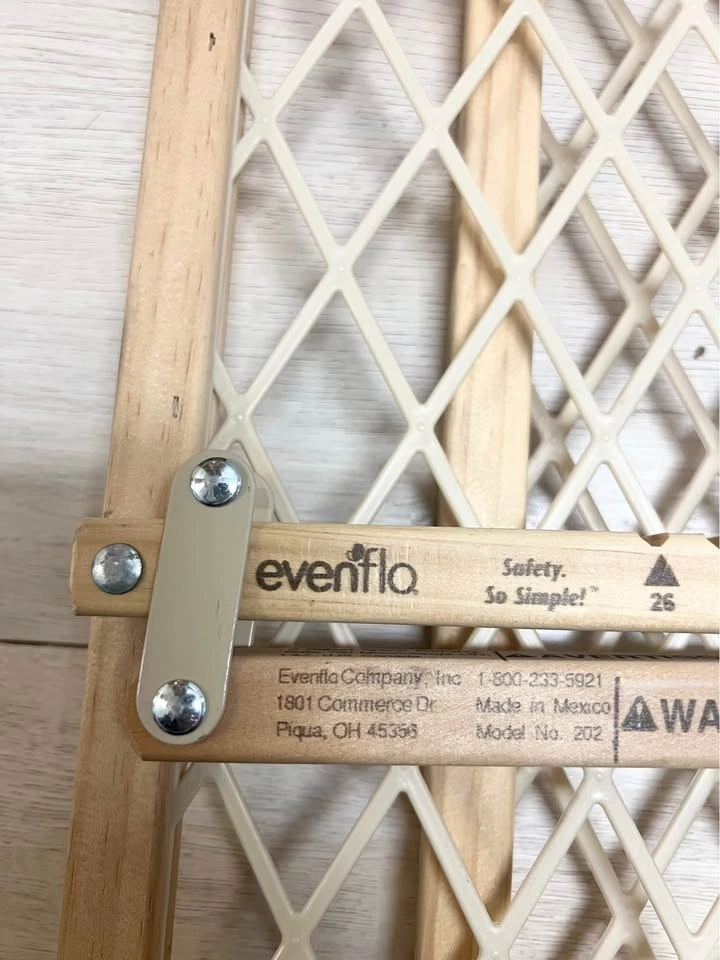 evenflo
Safety.
So Simple!™
26
Evenflo Company, Inc
1801 Commerce Dr
Piqua, OH 45356
1-800-233-5921
Made in Mexico
Model No. 202
WA